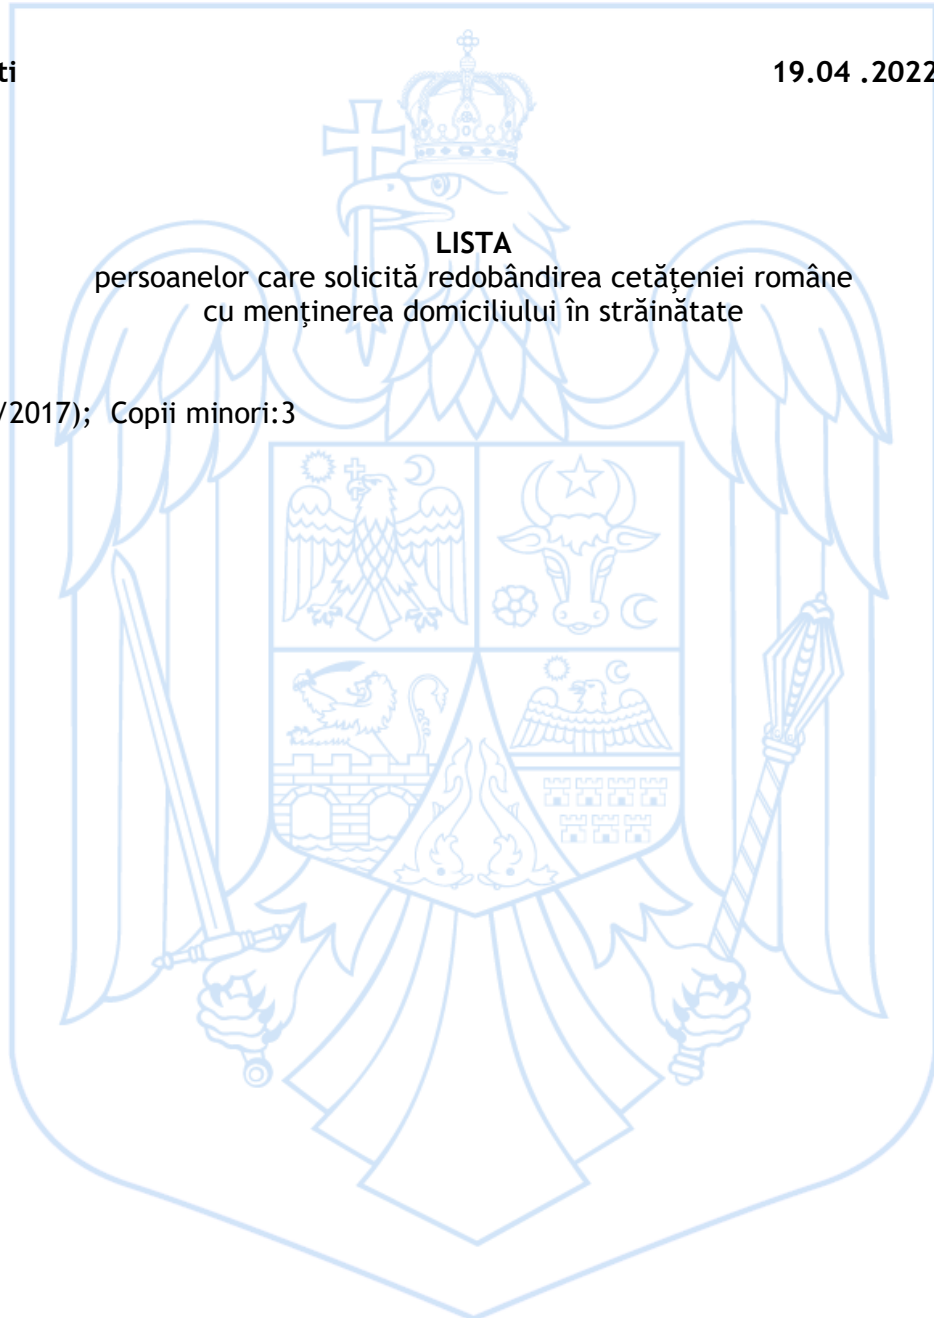 ti 19.04 .2022
LISTA
persoanelor care solicită redobândirea cetăţeniei române
cu menţinerea domiciliului în străinătate
/2017); Copii minori:3